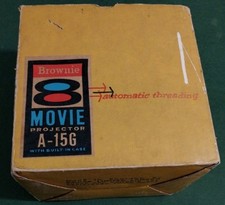 Brownie
8
MOVIE
PROJECTOR
A-15G
WITH BUILT IN CASE
automatic threading